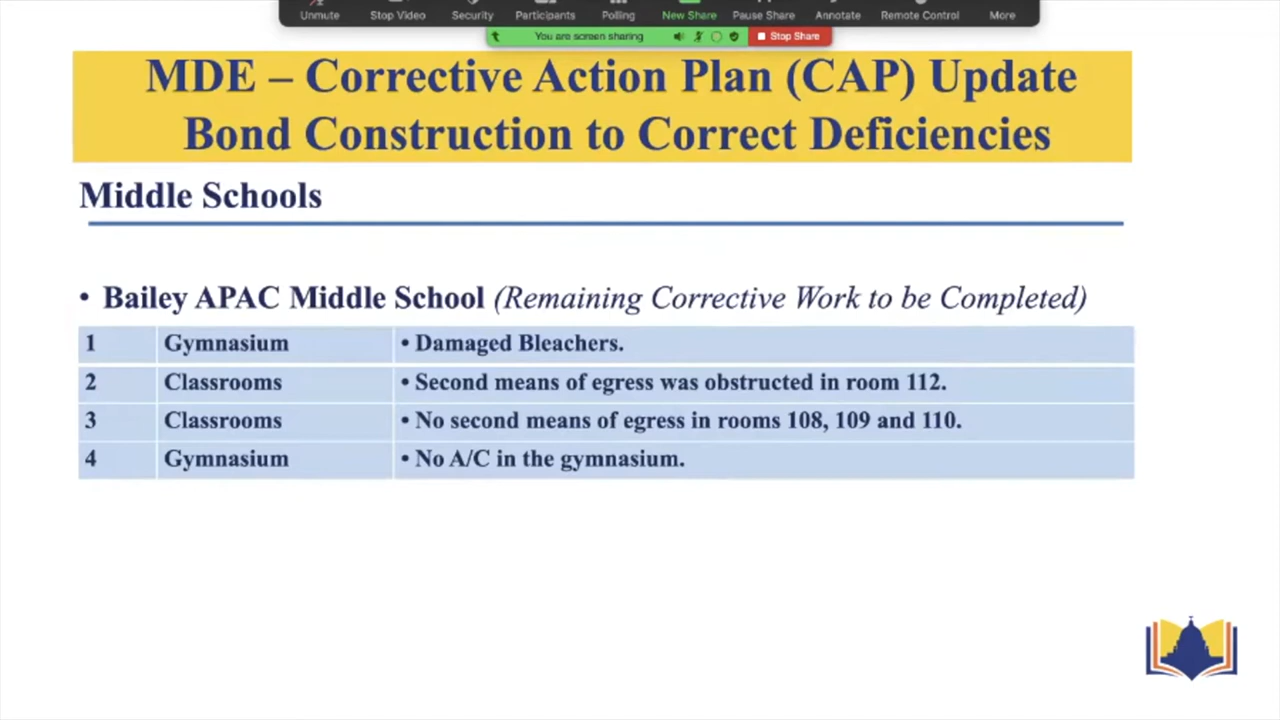 Unmute Stop Video Security Participants Polling New Share Pause Share Annotate Remote Control More
You are screen sharing Stop Share
MDE – Corrective Action Plan (CAP) Update
Bond Construction to Correct Deficiencies
Middle Schools
• Bailey APAC Middle School (Remaining Corrective Work to be Completed)
1 Gymnasium • Damaged Bleachers.
2 Classrooms • Second means of egress was obstructed in room 112.
3 Classrooms • No second means of egress in rooms 108, 109 and 110.
4 Gymnasium • No A/C in the gymnasium.